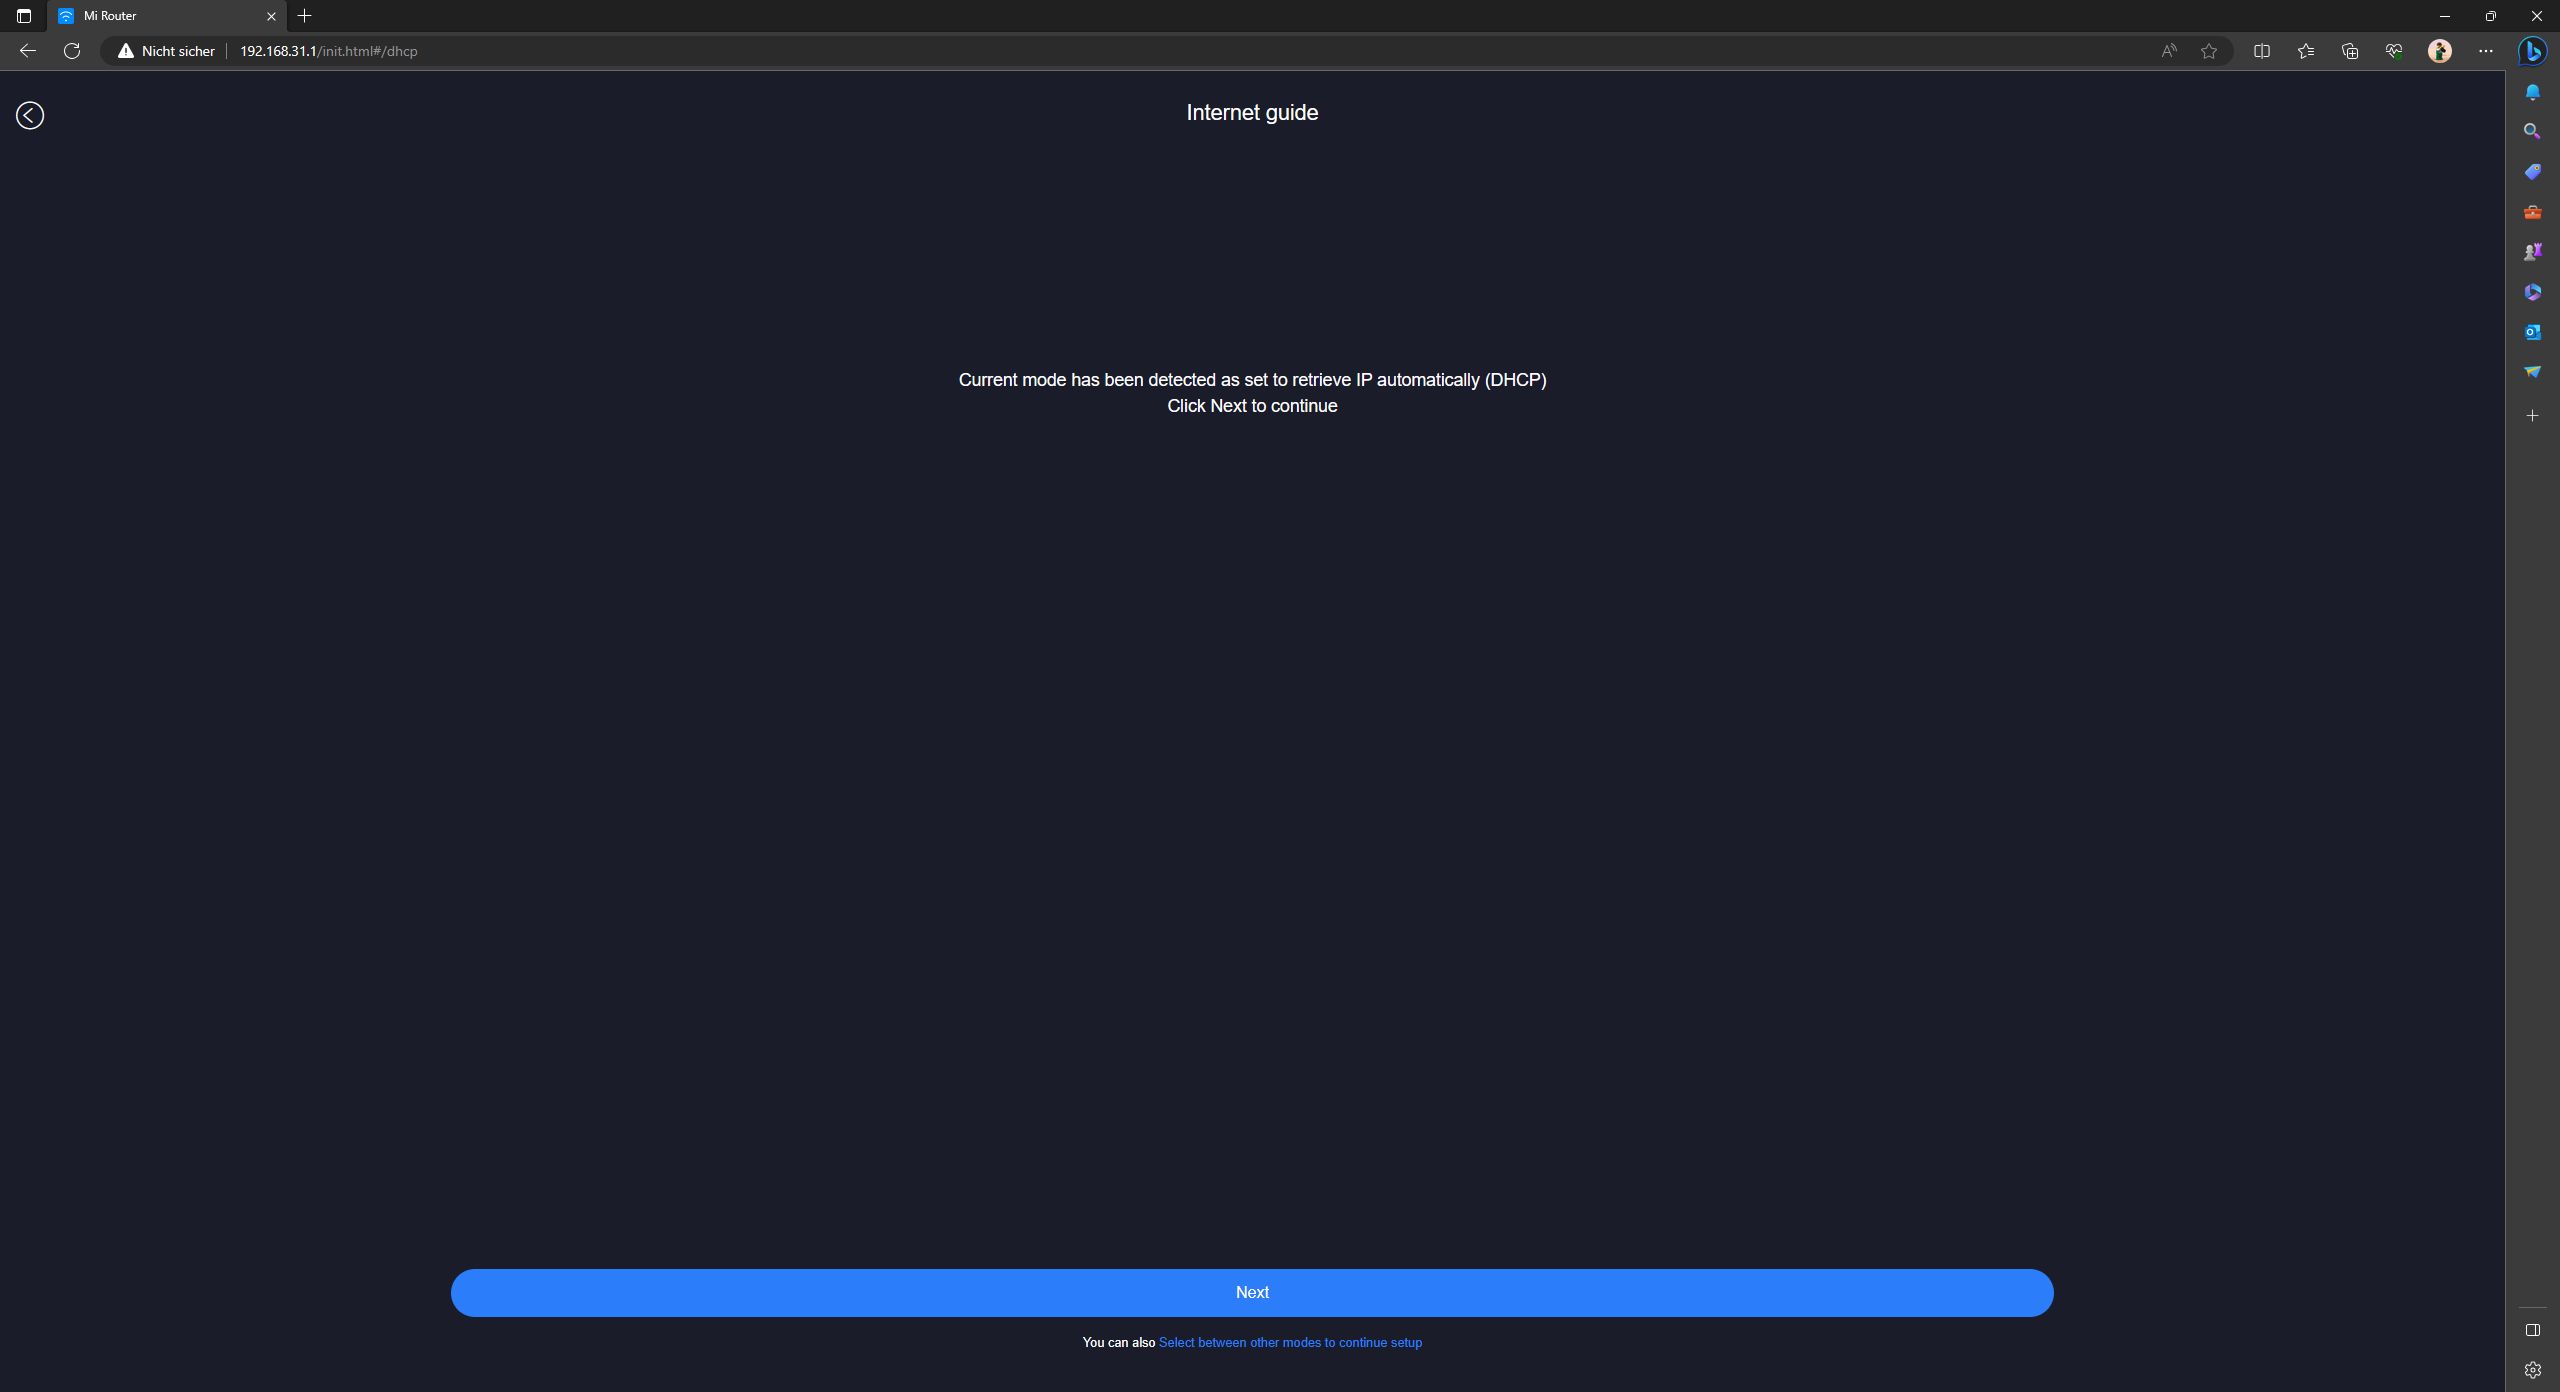 Mi Router
Nicht sicher
192.168.31.1/init.html#/dhcp
Internet guide
Current mode has been detected as set to retrieve IP automatically (DHCP)
Click Next to continue
Next
You can also Select between other modes to continue setup